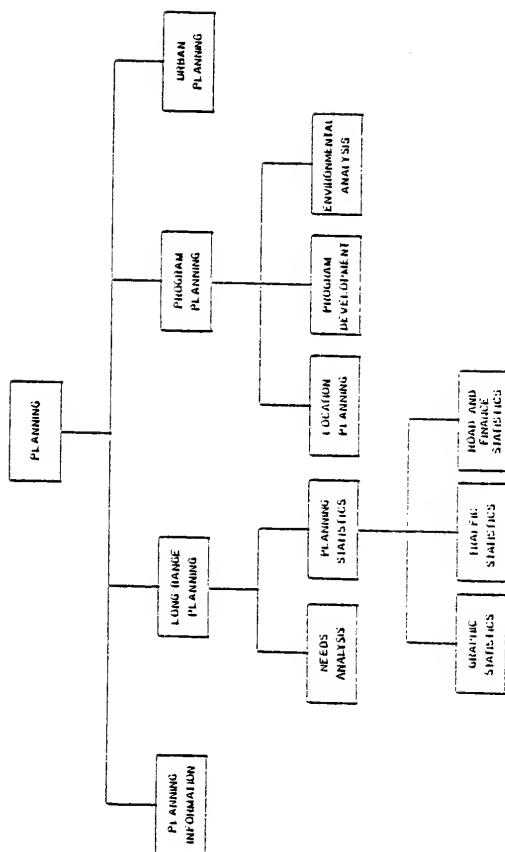 PLANNING
PLANNING
INFORMATION
LONG RANGE
PLANNING
PROGRAM
PLANNING
URBAN
PLANNING
NEEDS
ANALYSIS
PLANNING
STATISTICS
LOCATION
PLANNING
PROGRAM
DEVELOPMENT
ENVIRONMENTAL
ANALYSIS
GRAPHIC
STATISTICS
TRAFFIC
STATISTICS
ROAD AND
FINANCE
STATISTICS